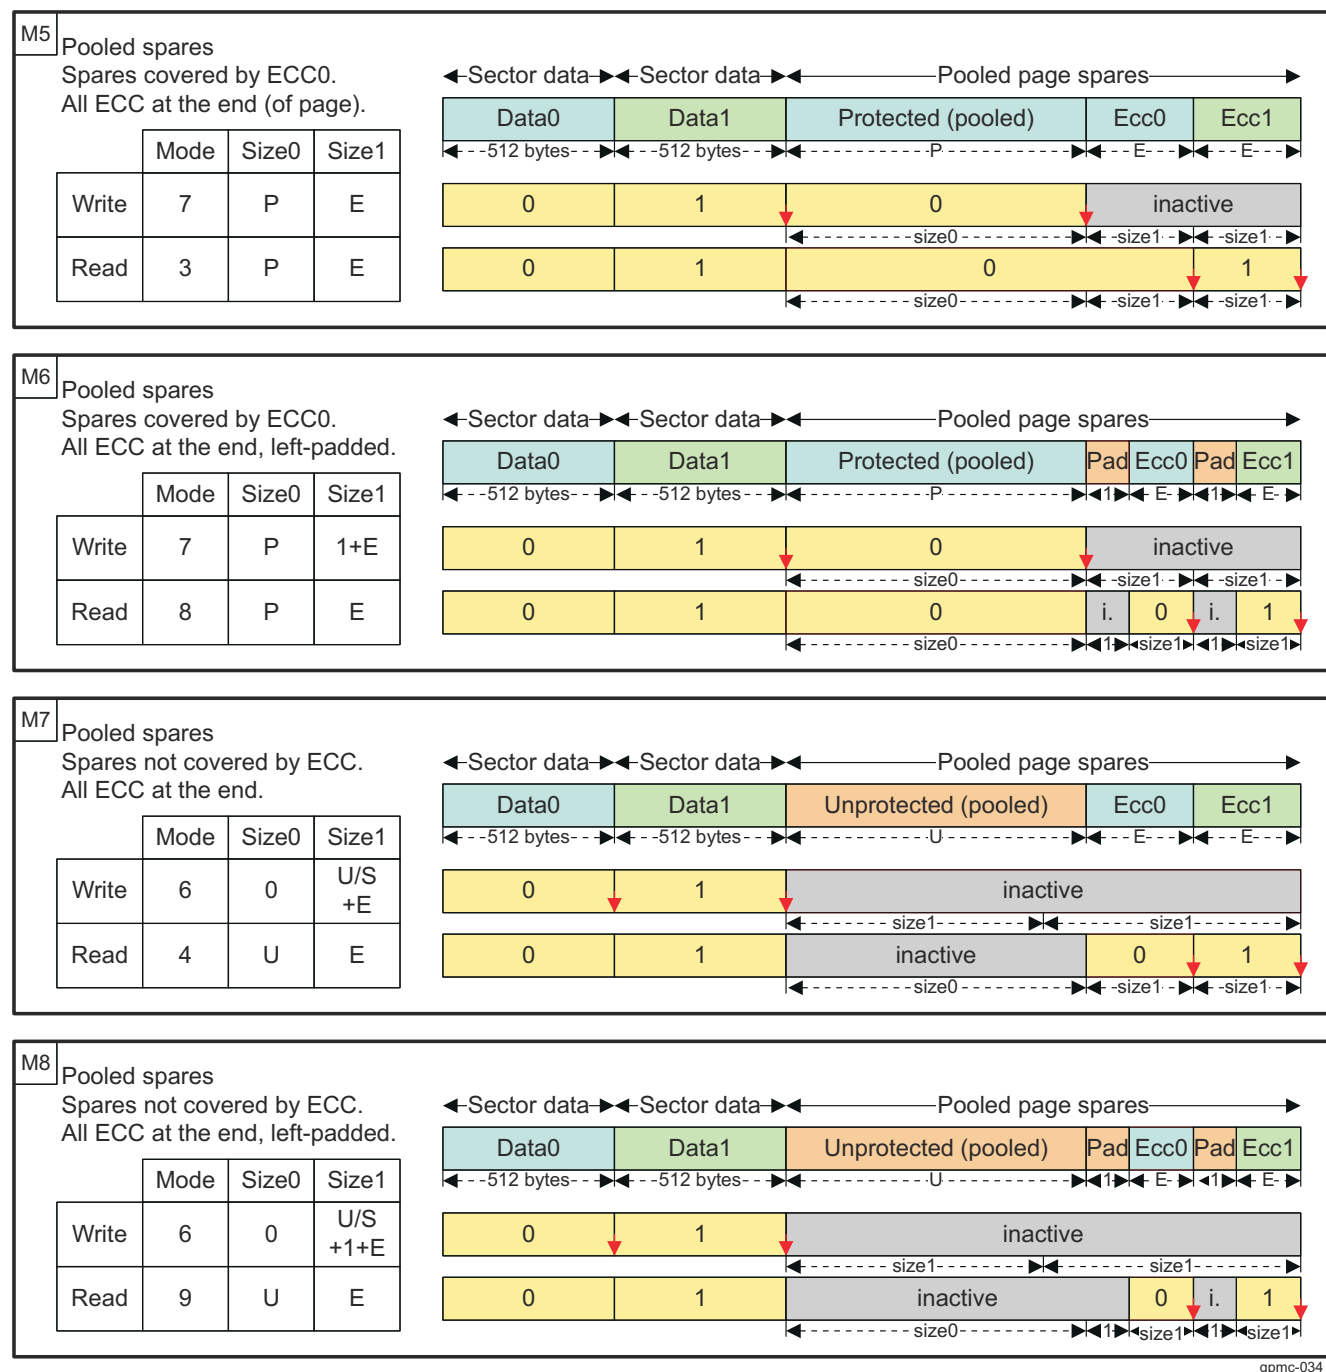 M5
Pooled spares
Spares covered by ECC0.
All ECC at the end (of page).
Sector data Sector data Pooled page spares
Data0 Data1 Protected (pooled) Ecc0 Ecc1
512 bytes 512 bytes P E E
Mode Size0 Size1
Write 7 P E
0 1 0 inactive
size0 size1 size1
Read 3 P E
0 1 0 1
size0 size1 size1
M6
Pooled spares
Spares covered by ECC0.
All ECC at the end, left-padded.
Sector data Sector data Pooled page spares
Data0 Data1 Protected (pooled) Pad Ecc0 Pad Ecc1
512 bytes 512 bytes P 1 E 1 E
Mode Size0 Size1
Write 7 P 1+E
0 1 0 inactive
size0 size1 size1
Read 8 P E
0 1 0 i. 0 i. 1
size0 1 size1 1 size1
M7
Pooled spares
Spares not covered by ECC.
All ECC at the end.
Sector data Sector data Pooled page spares
Data0 Data1 Unprotected (pooled) Ecc0 Ecc1
512 bytes 512 bytes U E E
Mode Size0 Size1
Write 6 0 U/S
+E
0 1 inactive
size1 size1
Read 4 U E
0 1 inactive 0 1
size0 size1 size1
M8
Pooled spares
Spares not covered by ECC.
All ECC at the end, left-padded.
Sector data Sector data Pooled page spares
Data0 Data1 Unprotected (pooled) Pad Ecc0 Pad Ecc1
512 bytes 512 bytes U 1 E 1 E
Mode Size0 Size1
Write 6 0 U/S
+1+E
0 1 inactive
size1 size1
Read 9 U E
0 1 inactive 0 i. 1
size0 1 size1 1 size1
gpmc-034